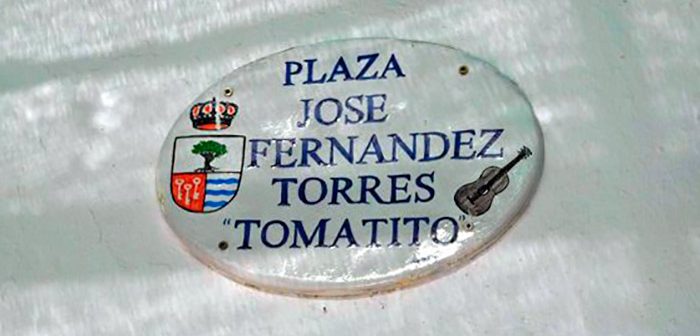 PLAZA
JOSE
FERNANDEZ
TORRES
"TOMATITO"